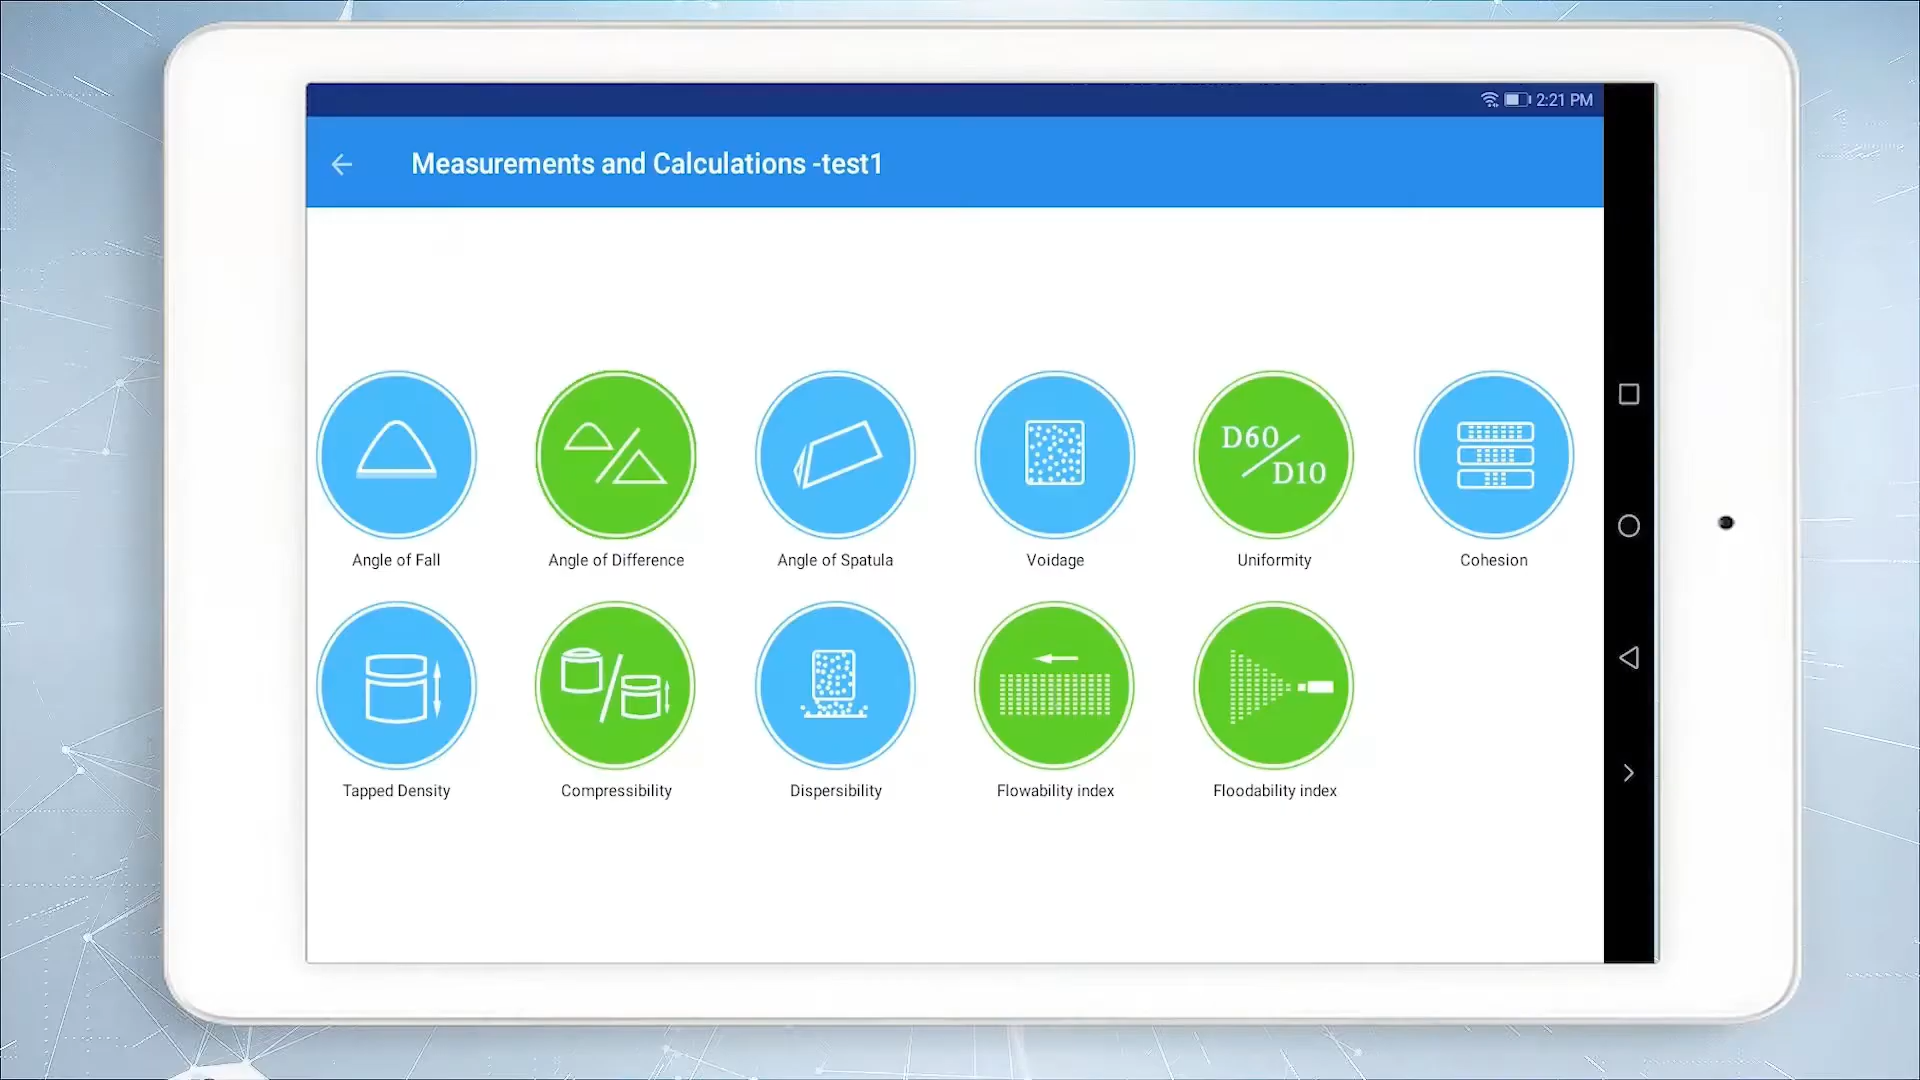 2:21 PM
Measurements and Calculations -test1
D60
D10
Angle of Fall
Angle of Difference
Angle of Spatula
Voidage
Uniformity
Cohesion
Tapped Density
Compressibility
Dispersibility
Flowability index
Floodability index